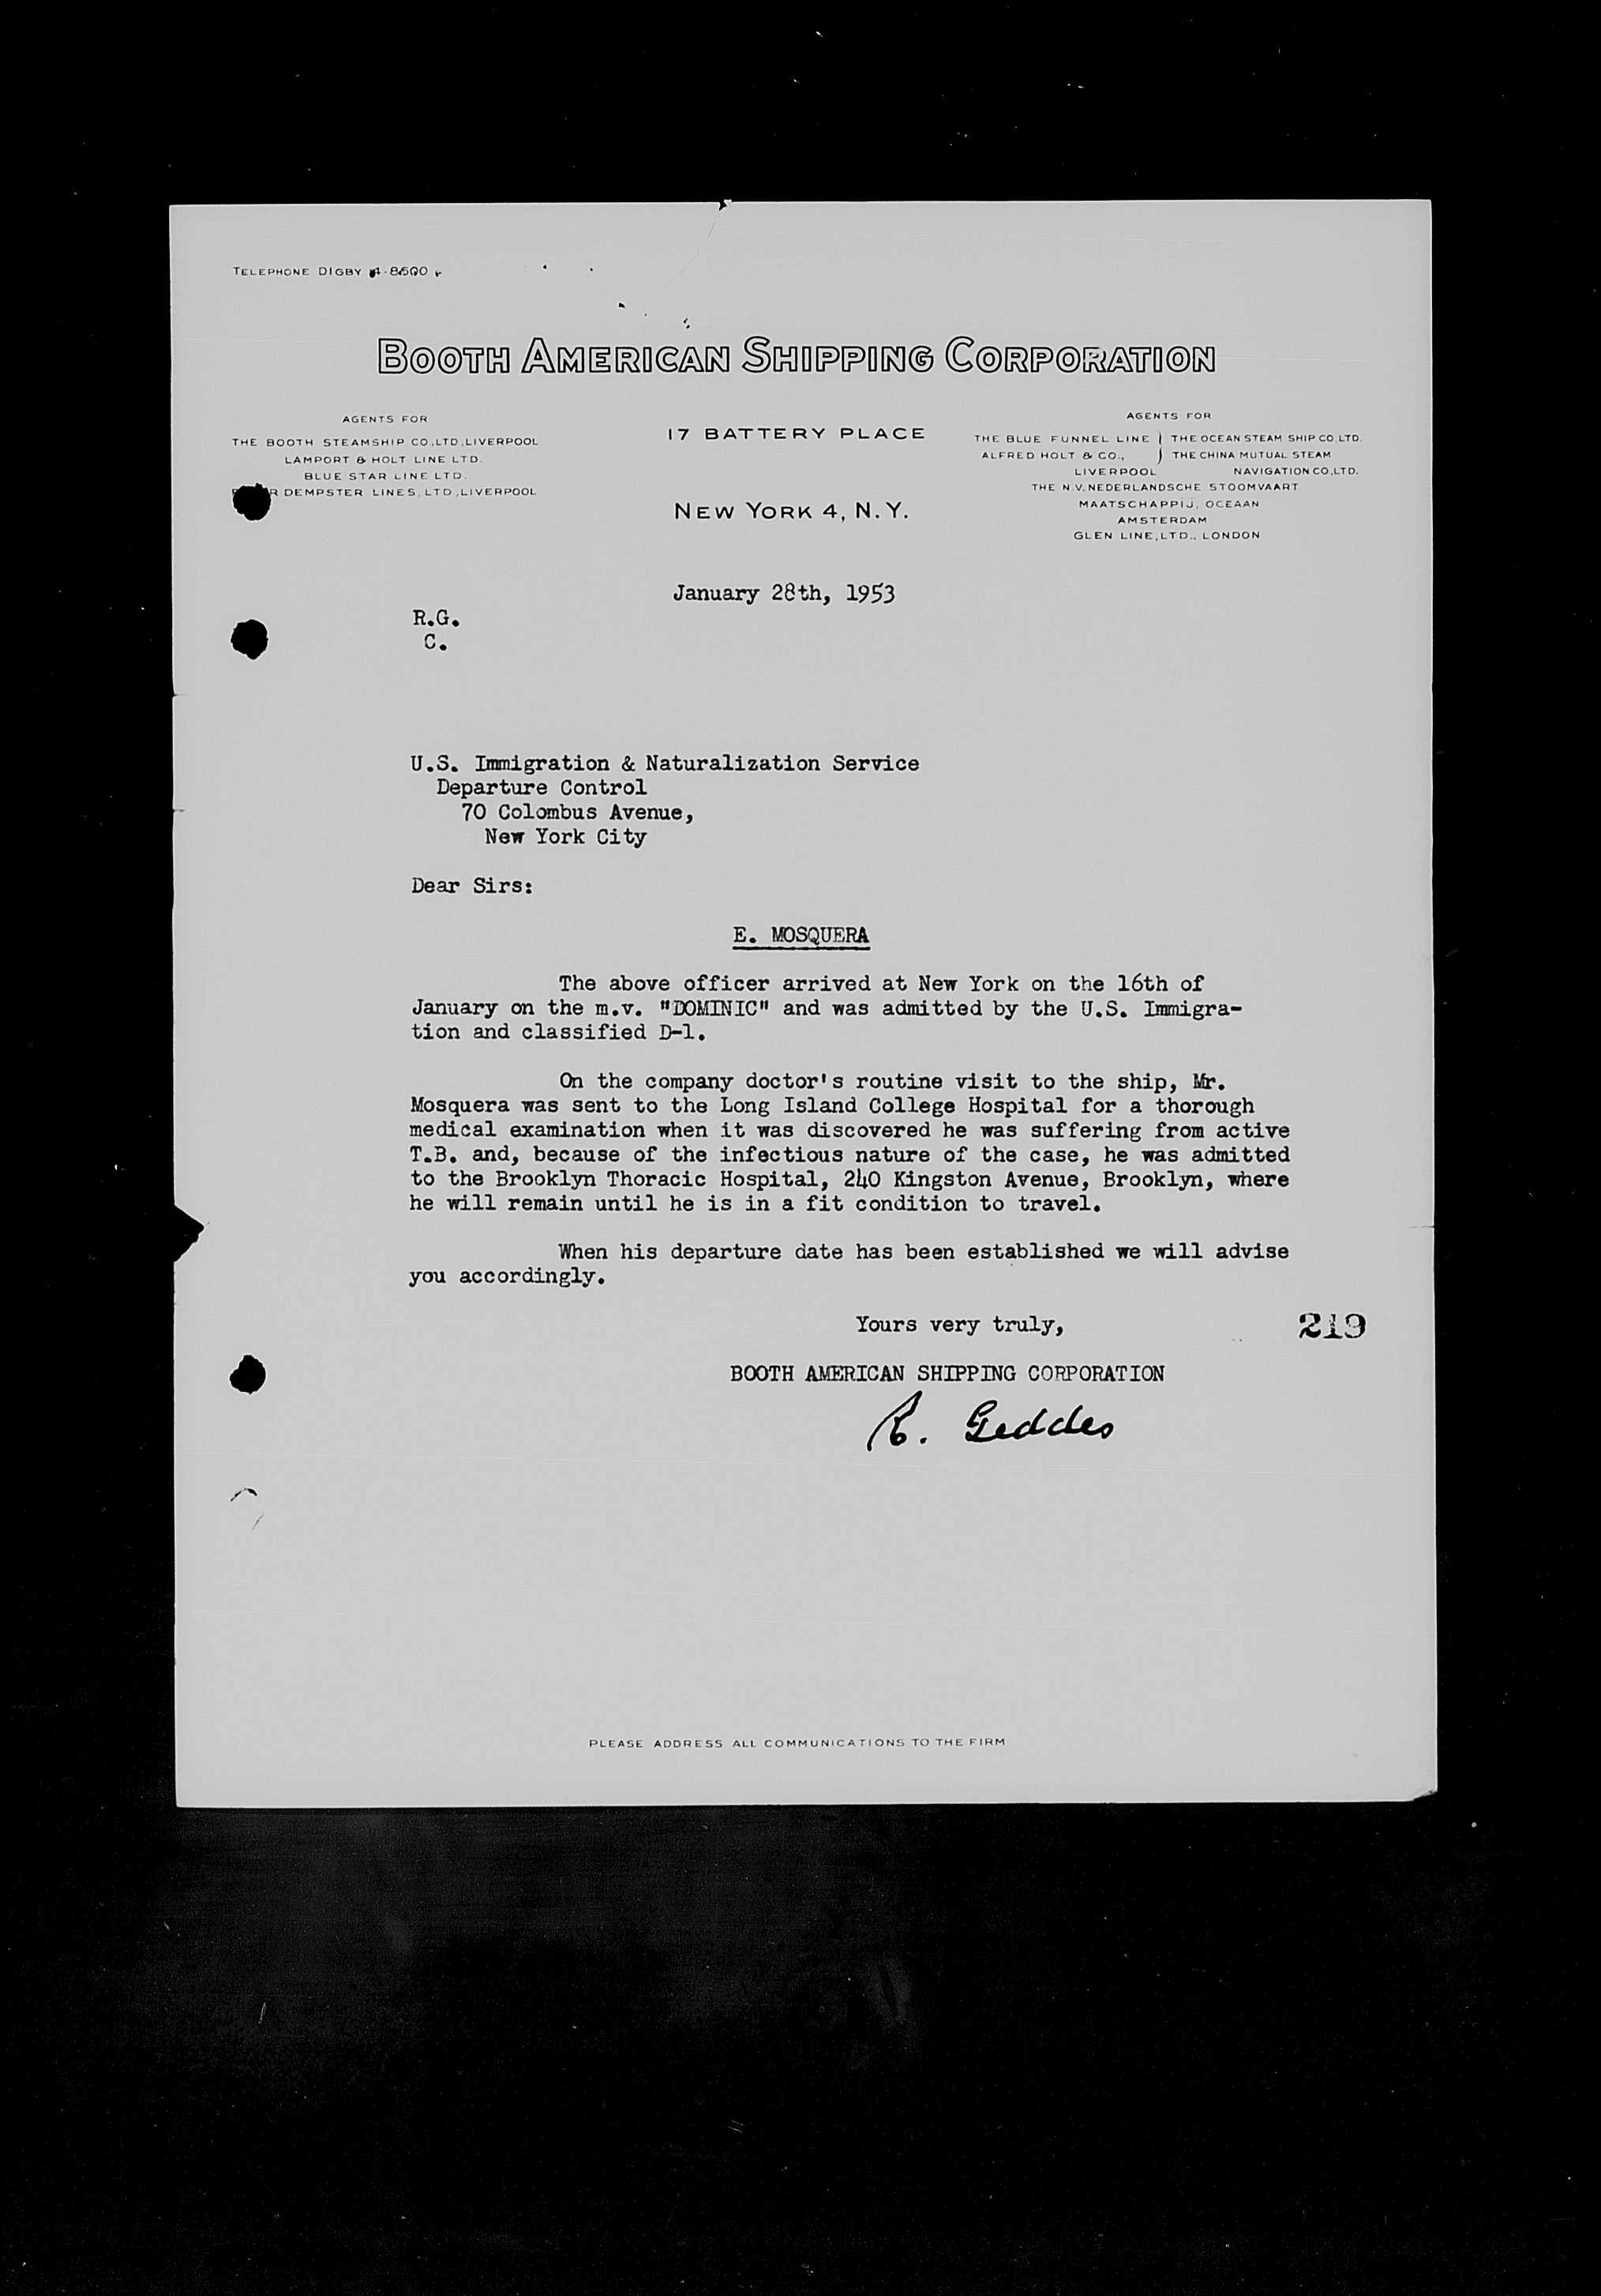 TELEPHONE DIGBY
BOOTH AMERICAN SHIPPING CORPORATION
AGENTS FOR
THE BOOTH STEAMSHIP CO., LTD., LIVERPOOL
LAMPORT & HOLT LINE LTD.
BLUE STAR LINE LTD.
DEMPSTER LINES, LTD., LIVERPOOL
17 BATTERY PLACE
NEW YORK 4, N.Y.
AGENTS FOR
THE BLUE FUNNEL LINE } THE OCEAN STEAM SHIP CO. LTD.
ALFRED HOLT & CO., } THE CHINA MUTUAL STEAM
LIVERPOOL NAVIGATION CO., LTD.
THE N.V. NEDERLANDSCHE STOOMVAART
MAATSCHAPPIJ, OCEAAN
AMSTERDAM
GLEN LINE, LTD., LONDON
January 28th, 1953
R.G.
C.
U.S. Immigration & Naturalization Service
Departure Control
70 Colombus Avenue,
New York City
Dear Sirs:
E. MOSQUERA
The above officer arrived at New York on the 16th of
January on the m.v. "DOMINIC" and was admitted by the U.S. Immigra-
tion and classified D-1.
On the company doctor's routine visit to the ship, Mr.
Mosquera was sent to the Long Island College Hospital for a thorough
medical examination when it was discovered he was suffering from active
T.B. and, because of the infectious nature of the case, he was admitted
to the Brooklyn Thoracic Hospital, 240 Kingston Avenue, Brooklyn, where
he will remain until he is in a fit condition to travel.
When his departure date has been established we will advise
you accordingly.
Yours very truly,
219
BOOTH AMERICAN SHIPPING CORPORATION
R. Geddes
PLEASE ADDRESS ALL COMMUNICATIONS TO THE FIRM